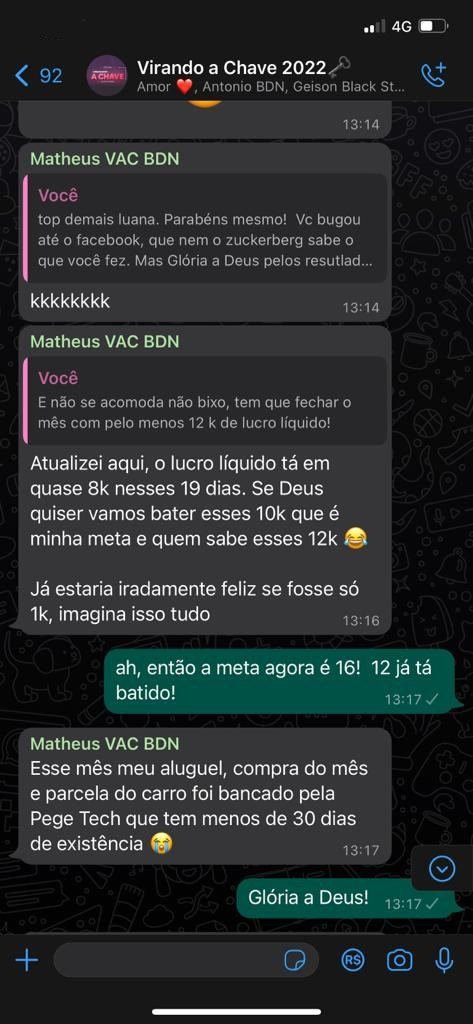 4G
92
A CHAVE
Virando a Chave 2022🗝️
Amor ❤️, Antonio BDN, Geison Black St...
13:14
Matheus VAC BDN
Você
top demais luana. Parabéns mesmo!  Vc bugou
até o facebook, que nem o zuckerberg sabe o
que você fez. Mas Glória a Deus pelos resutlad...
kkkkkkkk
13:14
Matheus VAC BDN
Você
E não se acomoda não bixo, tem que fechar o
mês com pelo menos 12 k de lucro líquido!
Atualizei aqui, o lucro líquido tá em
quase 8k nesses 19 dias. Se Deus
quiser vamos bater esses 10k que é
minha meta e quem sabe esses 12k 😂
Já estaria iradamente feliz se fosse só
1k, imagina isso tudo
13:16
ah, então a meta agora é 16!  12 já tá
batido!
13:17
Matheus VAC BDN
Esse mês meu aluguel, compra do mês
e parcela do carro foi bancado pela
Pege Tech que tem menos de 30 dias
de existência 😭
13:17
Glória a Deus!
13:17
R$